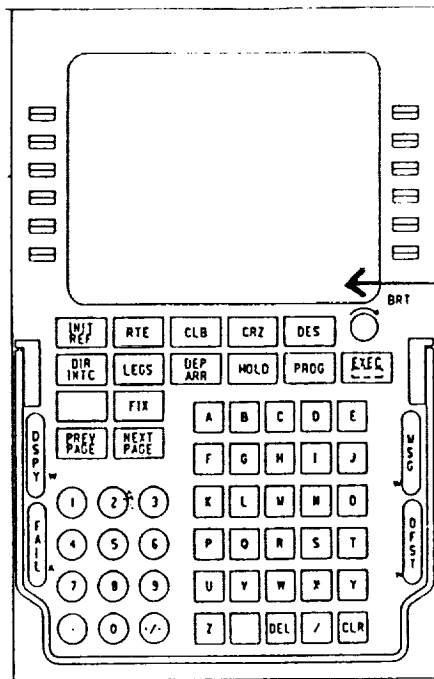 BRT
INIT REF RTE CLB CRZ DES
DIR INTC LEGS DEP ARR HOLD PROG EXEC
FIX
PREV PAGE NEXT PAGE
A B C D E
F G H I J
K L M N O
P Q R S T
U V W X Y
Z DEL / CLR
1 2 3
4 5 6
7 8 9
. 0 +/-
DSPY
FAIL
MSG
OFST